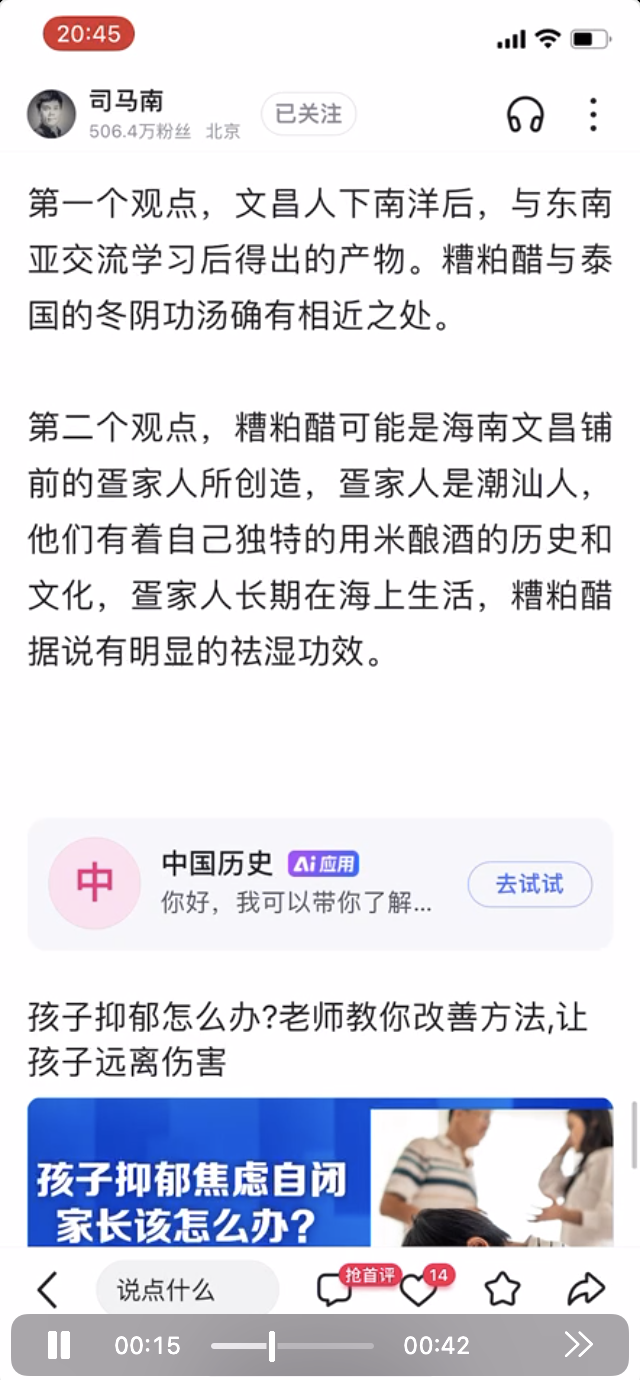 20:45
司马南
506.4万粉丝 北京
已关注
第一个观点，文昌人下南洋后，与东南
亚交流学习后得出的产物。糟粕醋与泰
国的冬阴功汤确有相近之处。
第二个观点，糟粕醋可能是海南文昌铺
前的疍家人所创造，疍家人是潮汕人，
他们有着自己独特的用米酿酒的历史和
文化，疍家人长期在海上生活，糟粕醋
据说有明显的祛湿功效。
中
中国历史 Ai应用
你好，我可以带你了解...
去试试
孩子抑郁怎么办?老师教你改善方法,让
孩子远离伤害
孩子抑郁焦虑自闭
家长该怎么办？
说点什么
抢首评
14
00:15
00:42